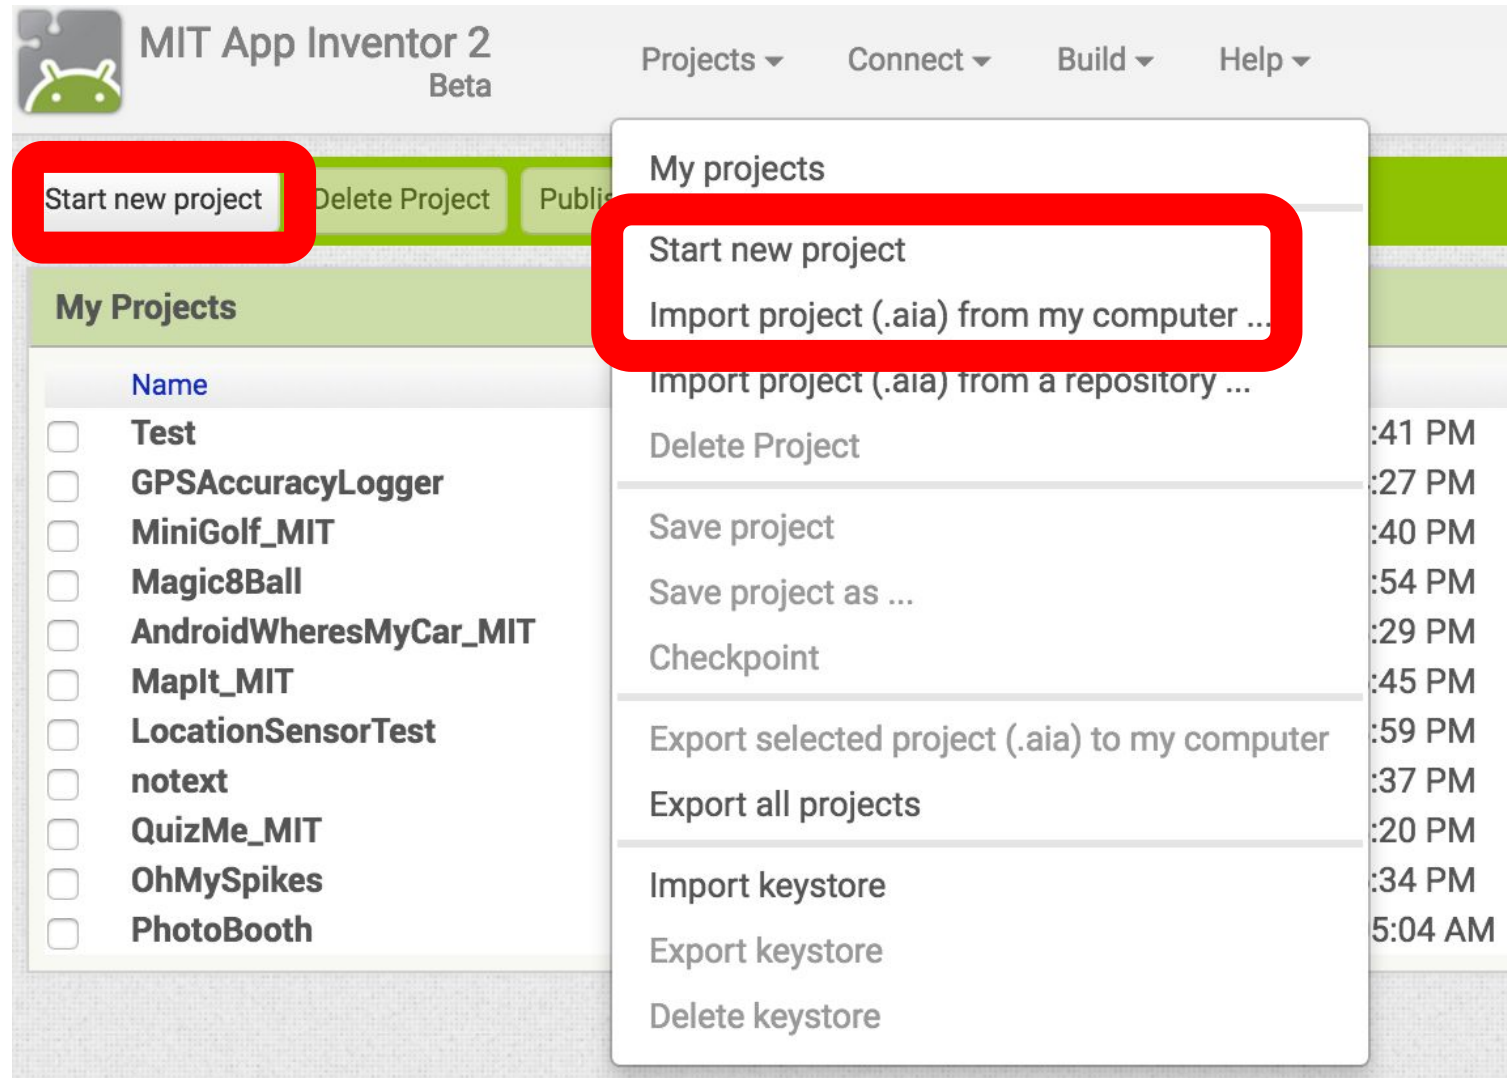 MIT App Inventor 2
Beta
Projects
Connect
Build
Help
Start new project
Delete Project
My projects
Start new project
Import project (.aia) from my computer ...
Import project (.aia) from a repository ...
Delete Project
Save project
Save project as ...
Checkpoint
Export selected project (.aia) to my computer
Export all projects
Import keystore
Export keystore
Delete keystore
My Projects
Name
Test
:41 PM
GPSAccuracyLogger
:27 PM
MiniGolf_MIT
:40 PM
Magic8Ball
:54 PM
AndroidWheresMyCar_MIT
:29 PM
MapIt_MIT
:45 PM
LocationSensorTest
:59 PM
notext
:37 PM
QuizMe_MIT
:20 PM
OhMySpikes
:34 PM
PhotoBooth
5:04 AM